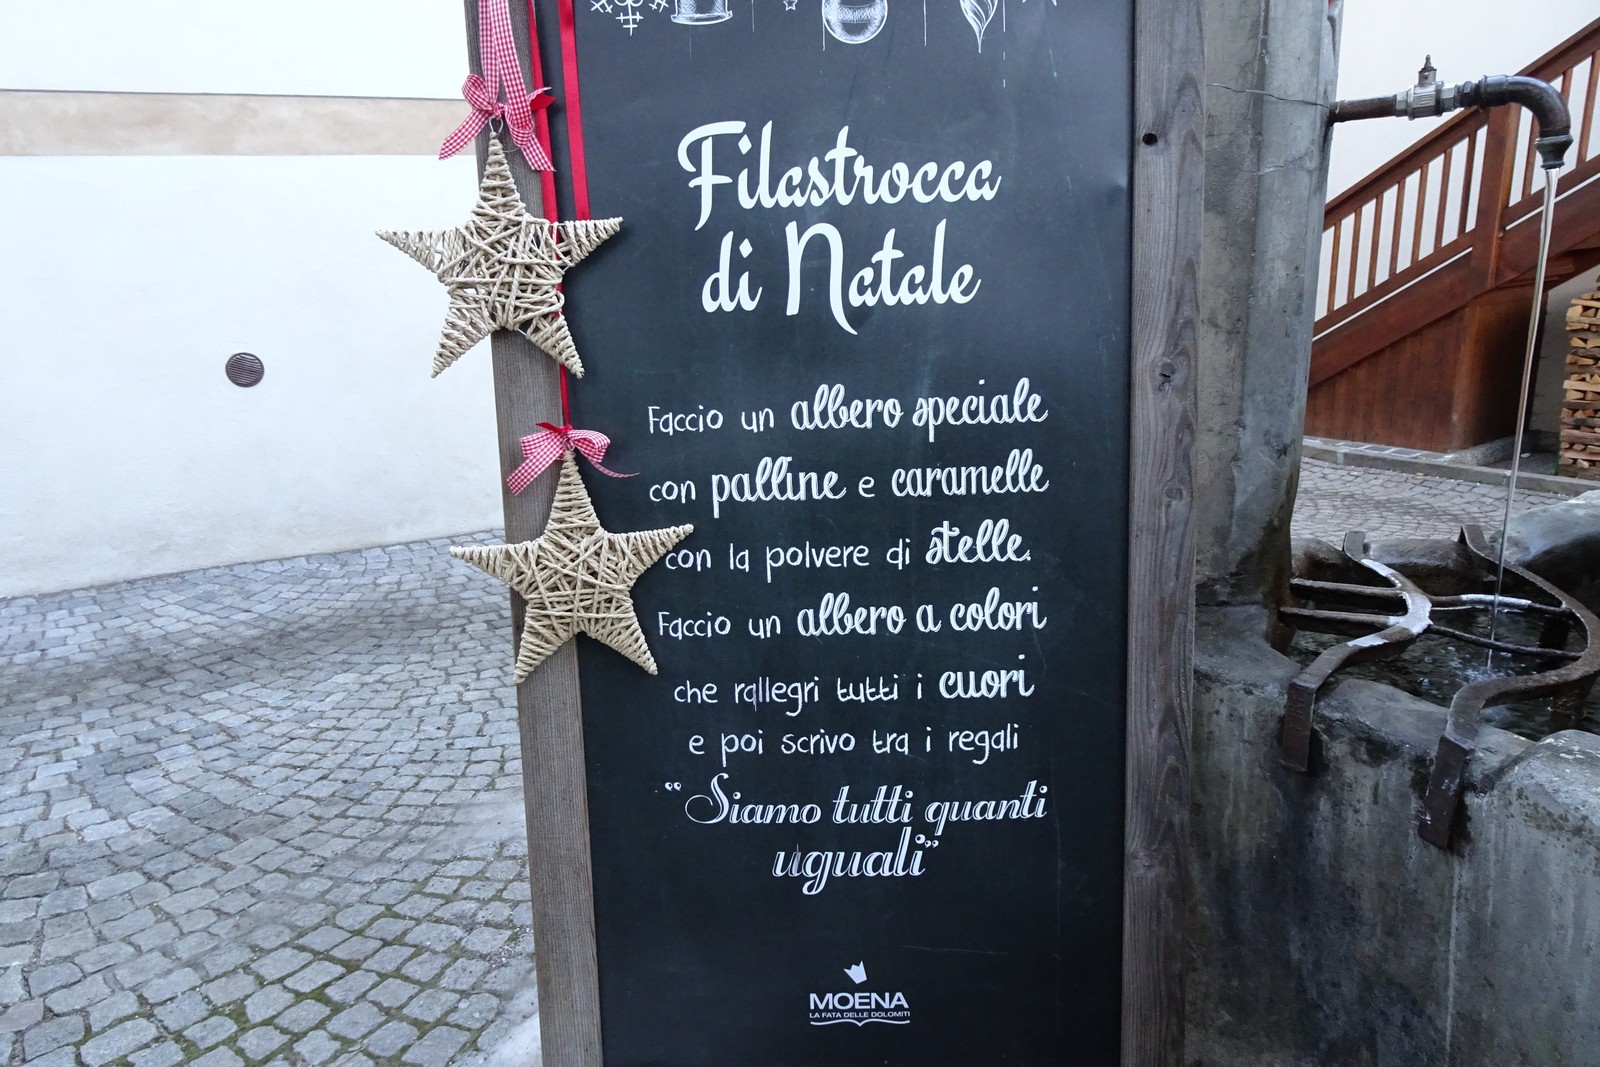 Filastrocca
di Natale
Faccio un albero speciale
con palline e caramelle
con la polvere di stelle.
Faccio un albero a colori
che rallegri tutti i cuori
e poi scrivo tra i regali
"Siamo tutti quanti
uguali"
MOENA
LA FATA DELLE DOLOMITI